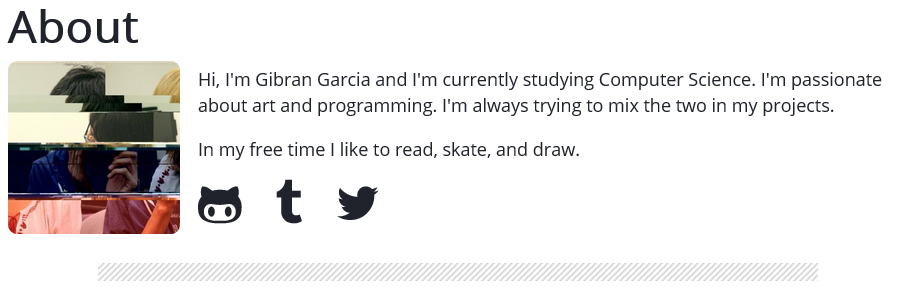 About
Hi, I'm Gibran Garcia and I'm currently studying Computer Science. I'm passionate
about art and programming. I'm always trying to mix the two in my projects.
In my free time I like to read, skate, and draw.